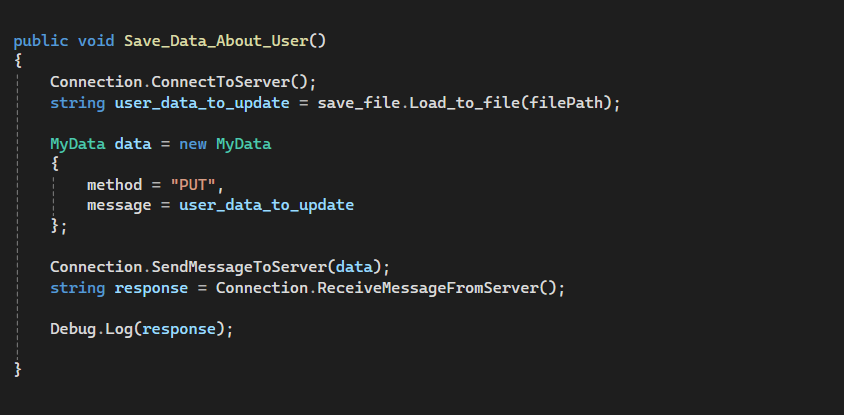 public void Save_Data_About_User()
{
Connection.ConnectToServer();
string user_data_to_update = save_file.Load_to_file(filePath);
MyData data = new MyData
{
method = "PUT",
message = user_data_to_update
};
Connection.SendMessageToServer(data);
string response = Connection.ReceiveMessageFromServer();
Debug.Log(response);
}